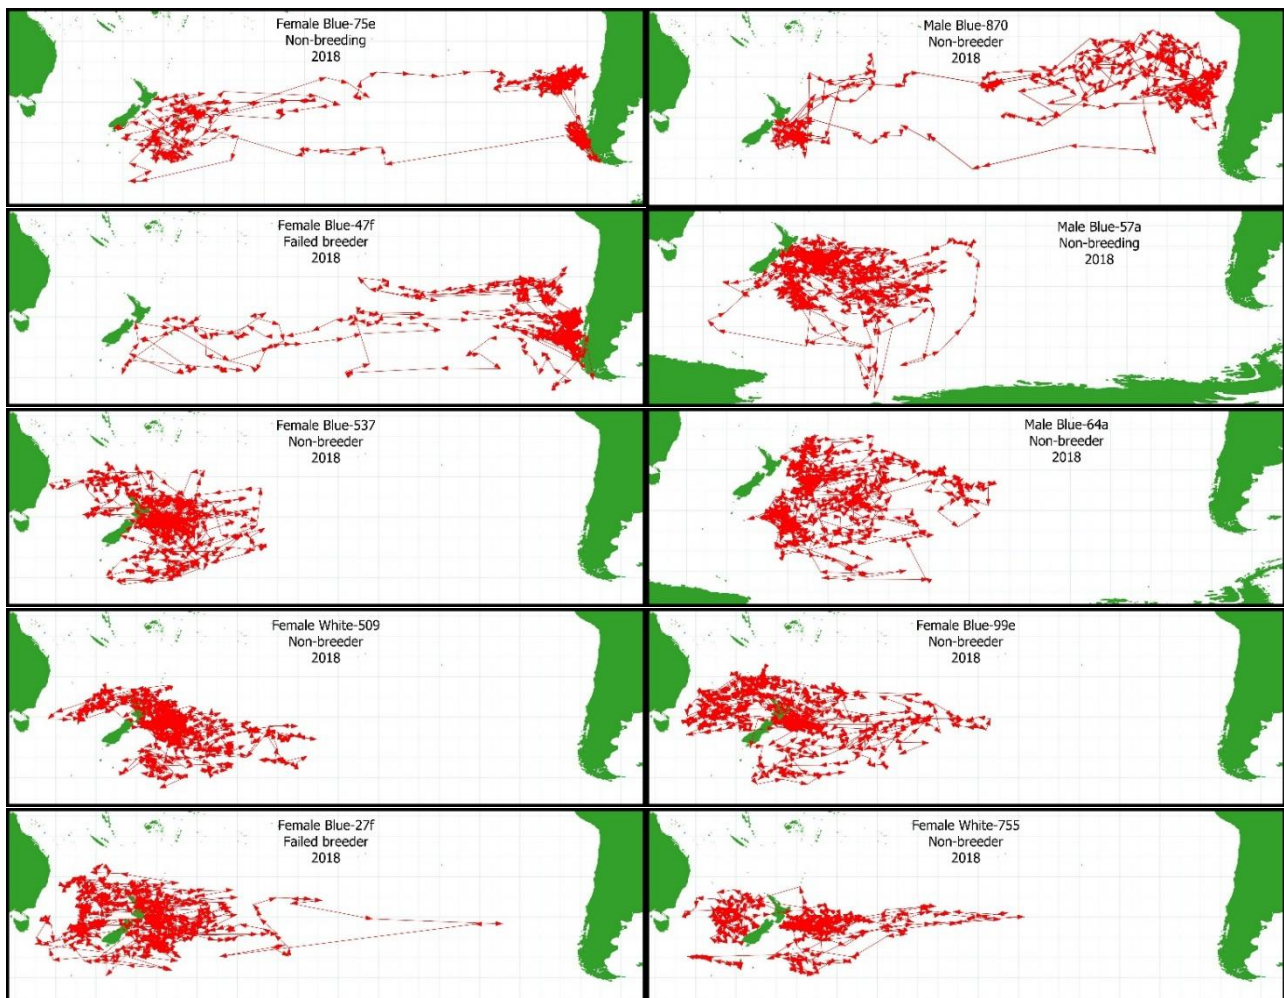 Female Blue-75e
Non-breeding
2018
Male Blue-870
Non-breeder
2018
Female Blue-47f
Failed breeder
2018
Male Blue-57a
Non-breeding
2018
Female Blue-537
Non-breeder
2018
Male Blue-64a
Non-breeder
2018
Female White-509
Non-breeder
2018
Female Blue-99e
Non-breeder
2018
Female Blue-27f
Failed breeder
2018
Female White-755
Non-breeder
2018